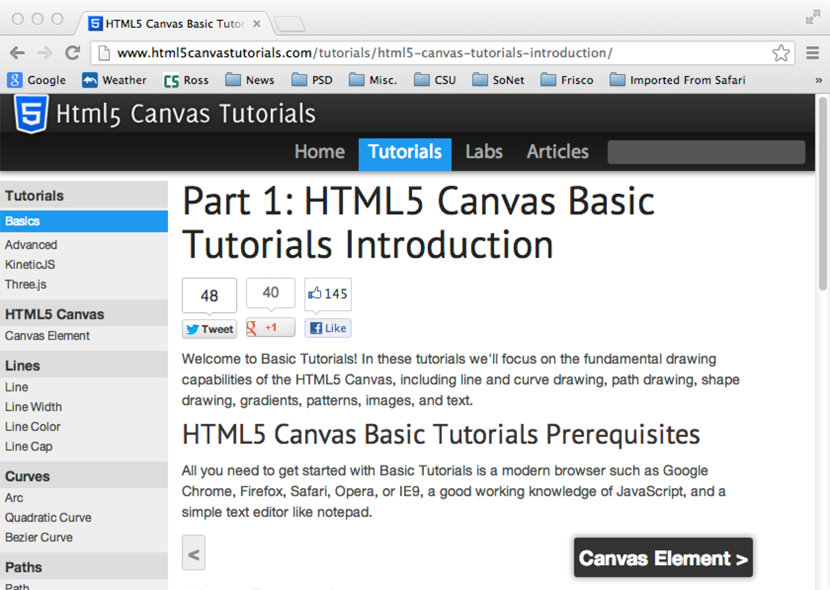 HTML5 Canvas Basic Tutor
www.html5canvastutorials.com/tutorials/html5-canvas-tutorials-introduction/
Google Weather Ross News PSD Misc. CSU SoNet Frisco Imported From Safari »
Html5 Canvas Tutorials
Home Tutorials Labs Articles
Tutorials
Basics
Advanced
KineticJS
Three.js
HTML5 Canvas
Canvas Element
Lines
Line
Line Width
Line Color
Line Cap
Curves
Arc
Quadratic Curve
Bezier Curve
Paths
Path
Part 1: HTML5 Canvas Basic
Tutorials Introduction
48 40 145
Tweet +1 Like
Welcome to Basic Tutorials! In these tutorials we'll focus on the fundamental drawing
capabilities of the HTML5 Canvas, including line and curve drawing, path drawing, shape
drawing, gradients, patterns, images, and text.
HTML5 Canvas Basic Tutorials Prerequisites
All you need to get started with Basic Tutorials is a modern browser such as Google
Chrome, Firefox, Safari, Opera, or IE9, a good working knowledge of JavaScript, and a
simple text editor like notepad.
< Canvas Element >